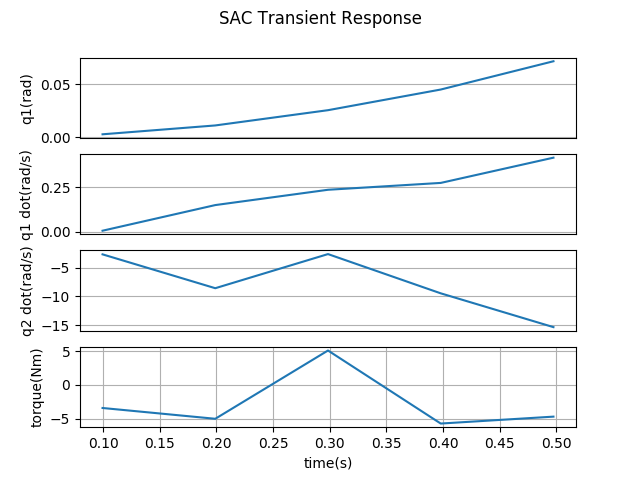 SAC Transient Response
q1(rad)
0.05
0.00
q1 dot(rad/s)
0.25
0.00
q2 dot(rad/s)
−5
−10
−15
torque(Nm)
5
0
−5
0.10 0.15 0.20 0.25 0.30 0.35 0.40 0.45 0.50
time(s)